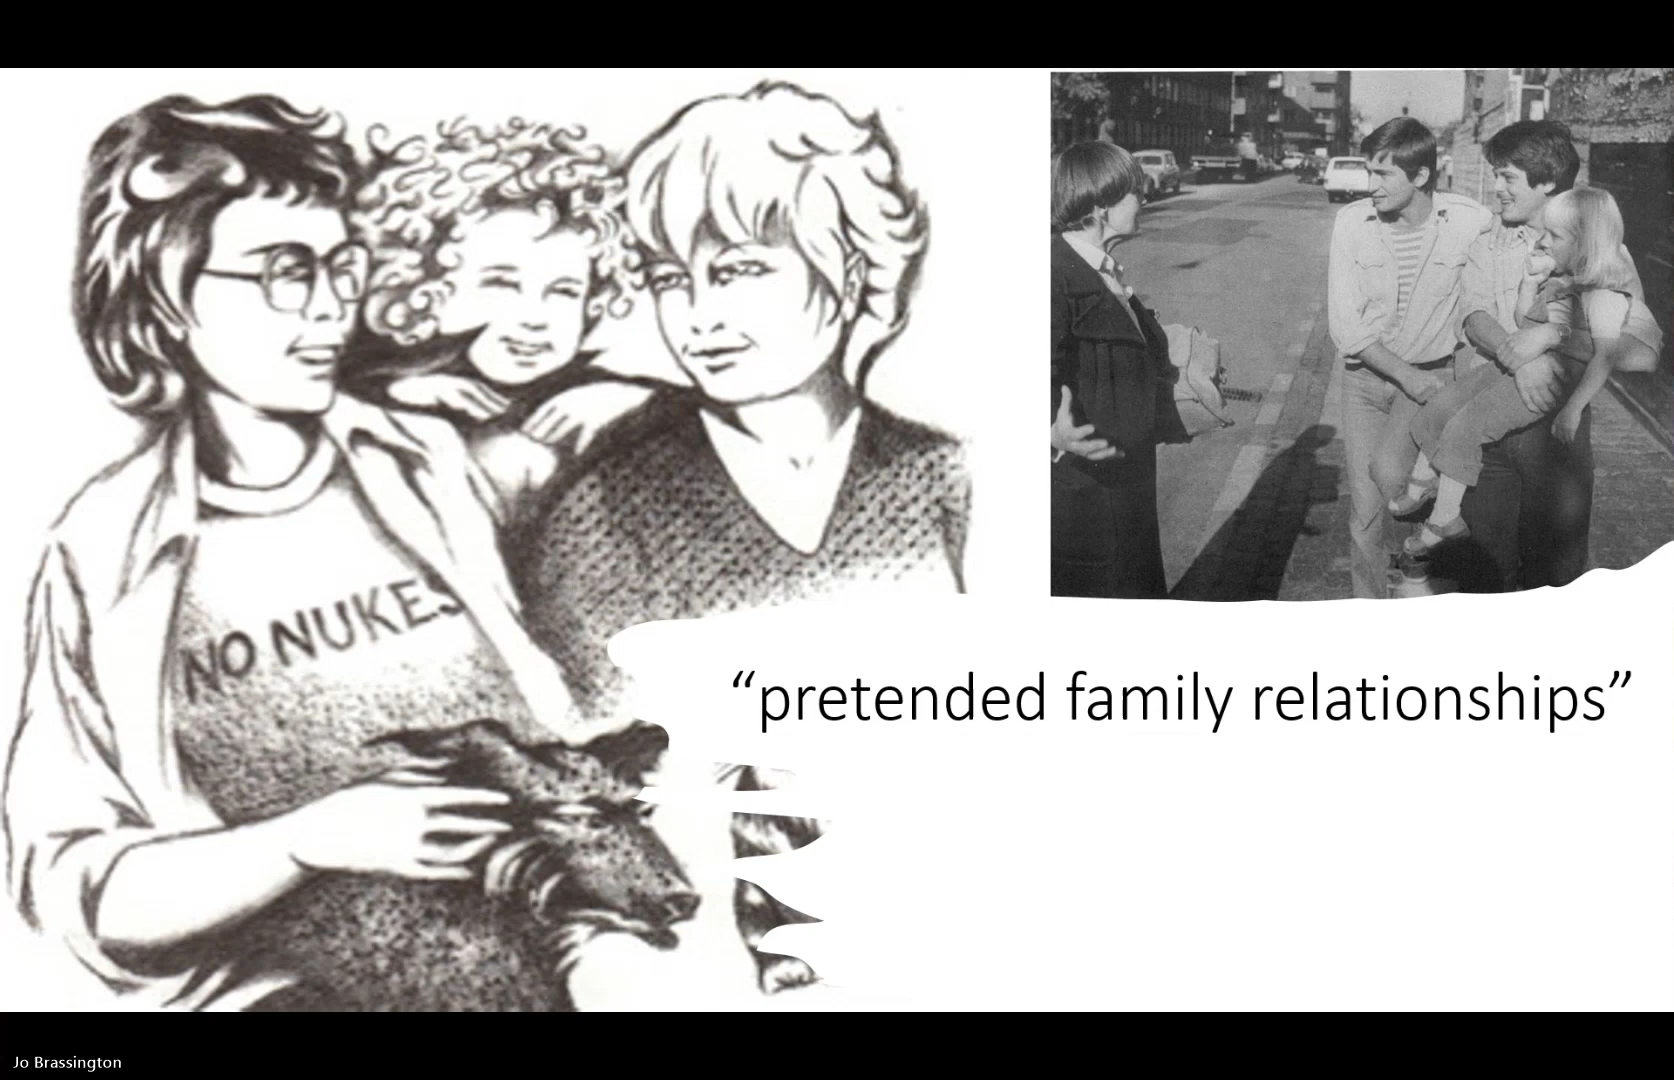 NO NUKES
“pretended family relationships”
Jo Brassington